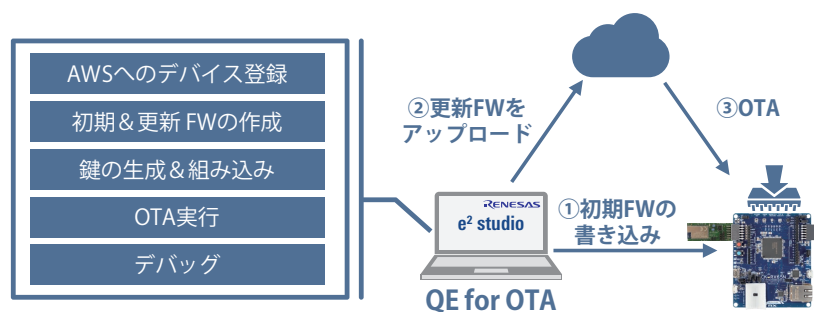 AWSへのデバイス登録
初期＆更新 FWの作成
鍵の生成＆組み込み
OTA実行
デバッグ
②更新FWを
アップロード
③OTA
RENESAS
e² studio
①初期FWの
書き込み
QE for OTA